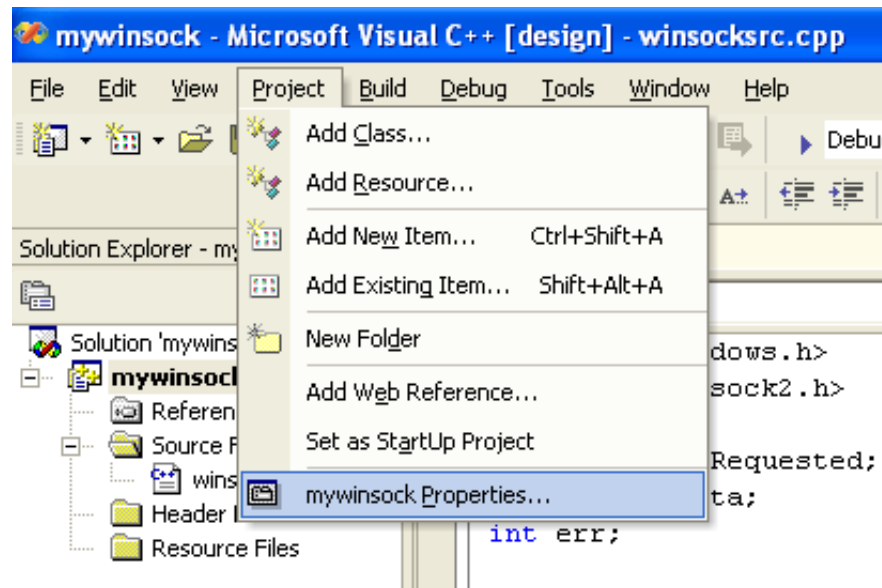 mywinsock - Microsoft Visual C++ [design] - winsocksrc.cpp
File Edit View Project Build Debug Tools Window Help
Debu
Add Class...
Add Resource...
Add New Item... Ctrl+Shift+A
Add Existing Item... Shift+Alt+A
New Folder
Add Web Reference...
Set as StartUp Project
mywinsock Properties...
Solution Explorer - my
Solution 'mywins
mywinsock
Referen
Source F
wins
Header
Resource Files
dows.h>
sock2.h>
Requested;
ta;
int err;